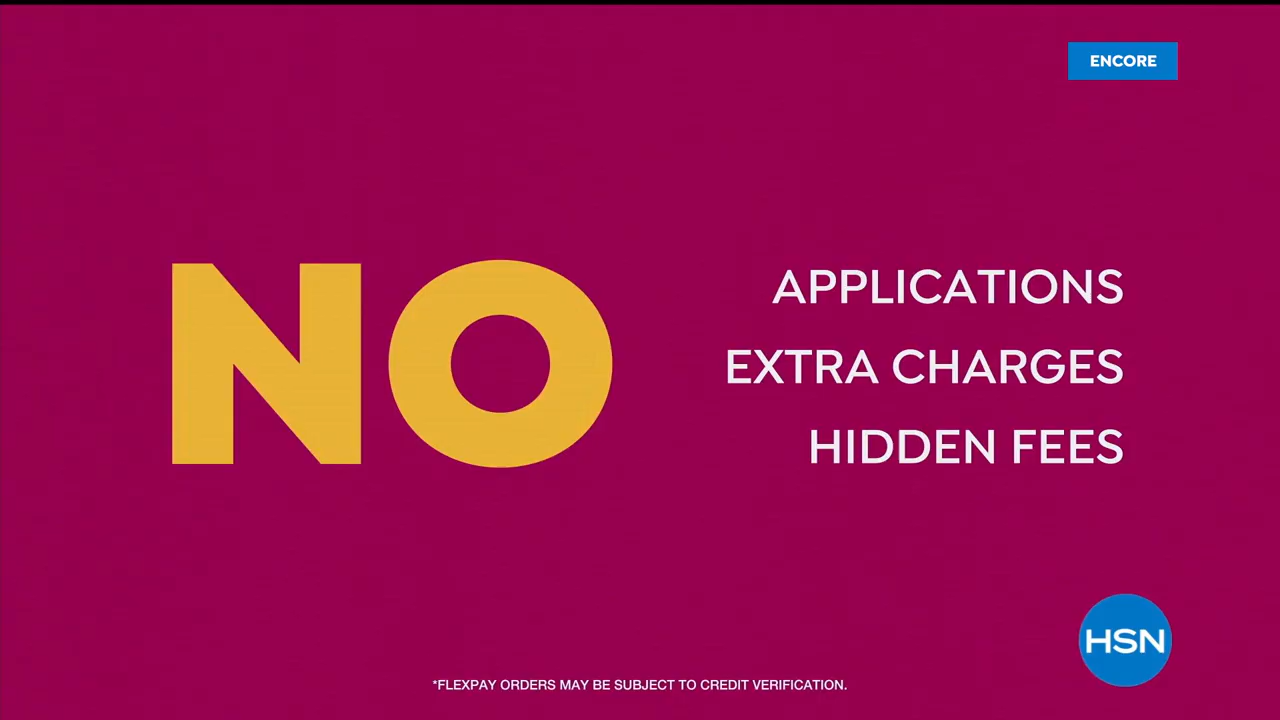 ENCORE
NO
APPLICATIONS
EXTRA CHARGES
HIDDEN FEES
HSN
*FLEXPAY ORDERS MAY BE SUBJECT TO CREDIT VERIFICATION.